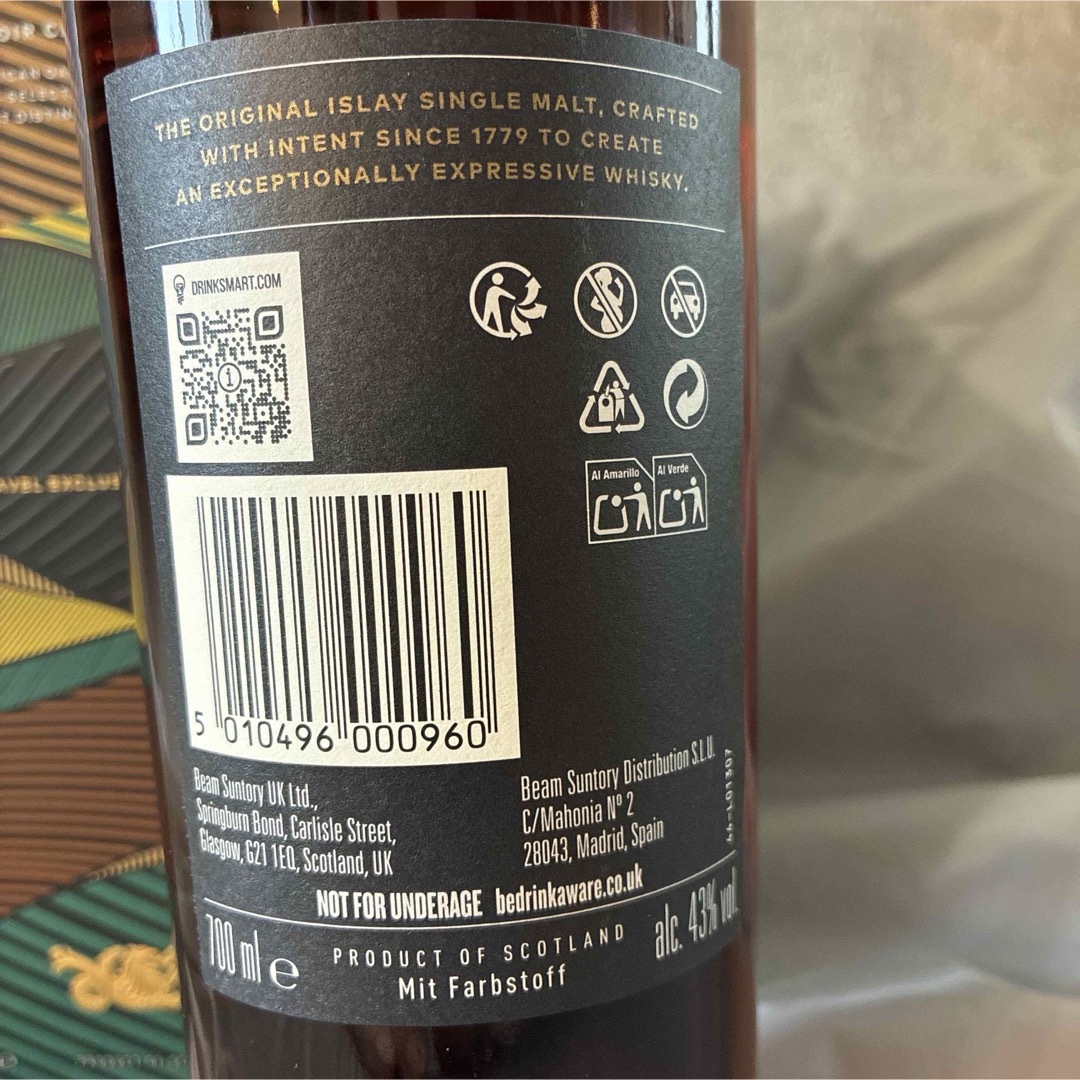 THE ORIGINAL ISLAY SINGLE MALT, CRAFTED
WITH INTENT SINCE 1779 TO CREATE
AN EXCEPTIONALLY EXPRESSIVE WHISKY.
DRINKSMART.COM
Al Amarillo
Al Verde
5 010496 000960
Beam Suntory UK Ltd.,
Springburn Bond, Carlisle Street,
Glasgow, G21 1EQ, Scotland, UK
Beam Suntory Distribution S.L.U.
C/Mahonia Nº 2
28043, Madrid, Spain
44-L01307
NOT FOR UNDERAGE bedrinkaware.co.uk
700 ml e
PRODUCT OF SCOTLAND
alc. 43% vol.
Mit Farbstoff